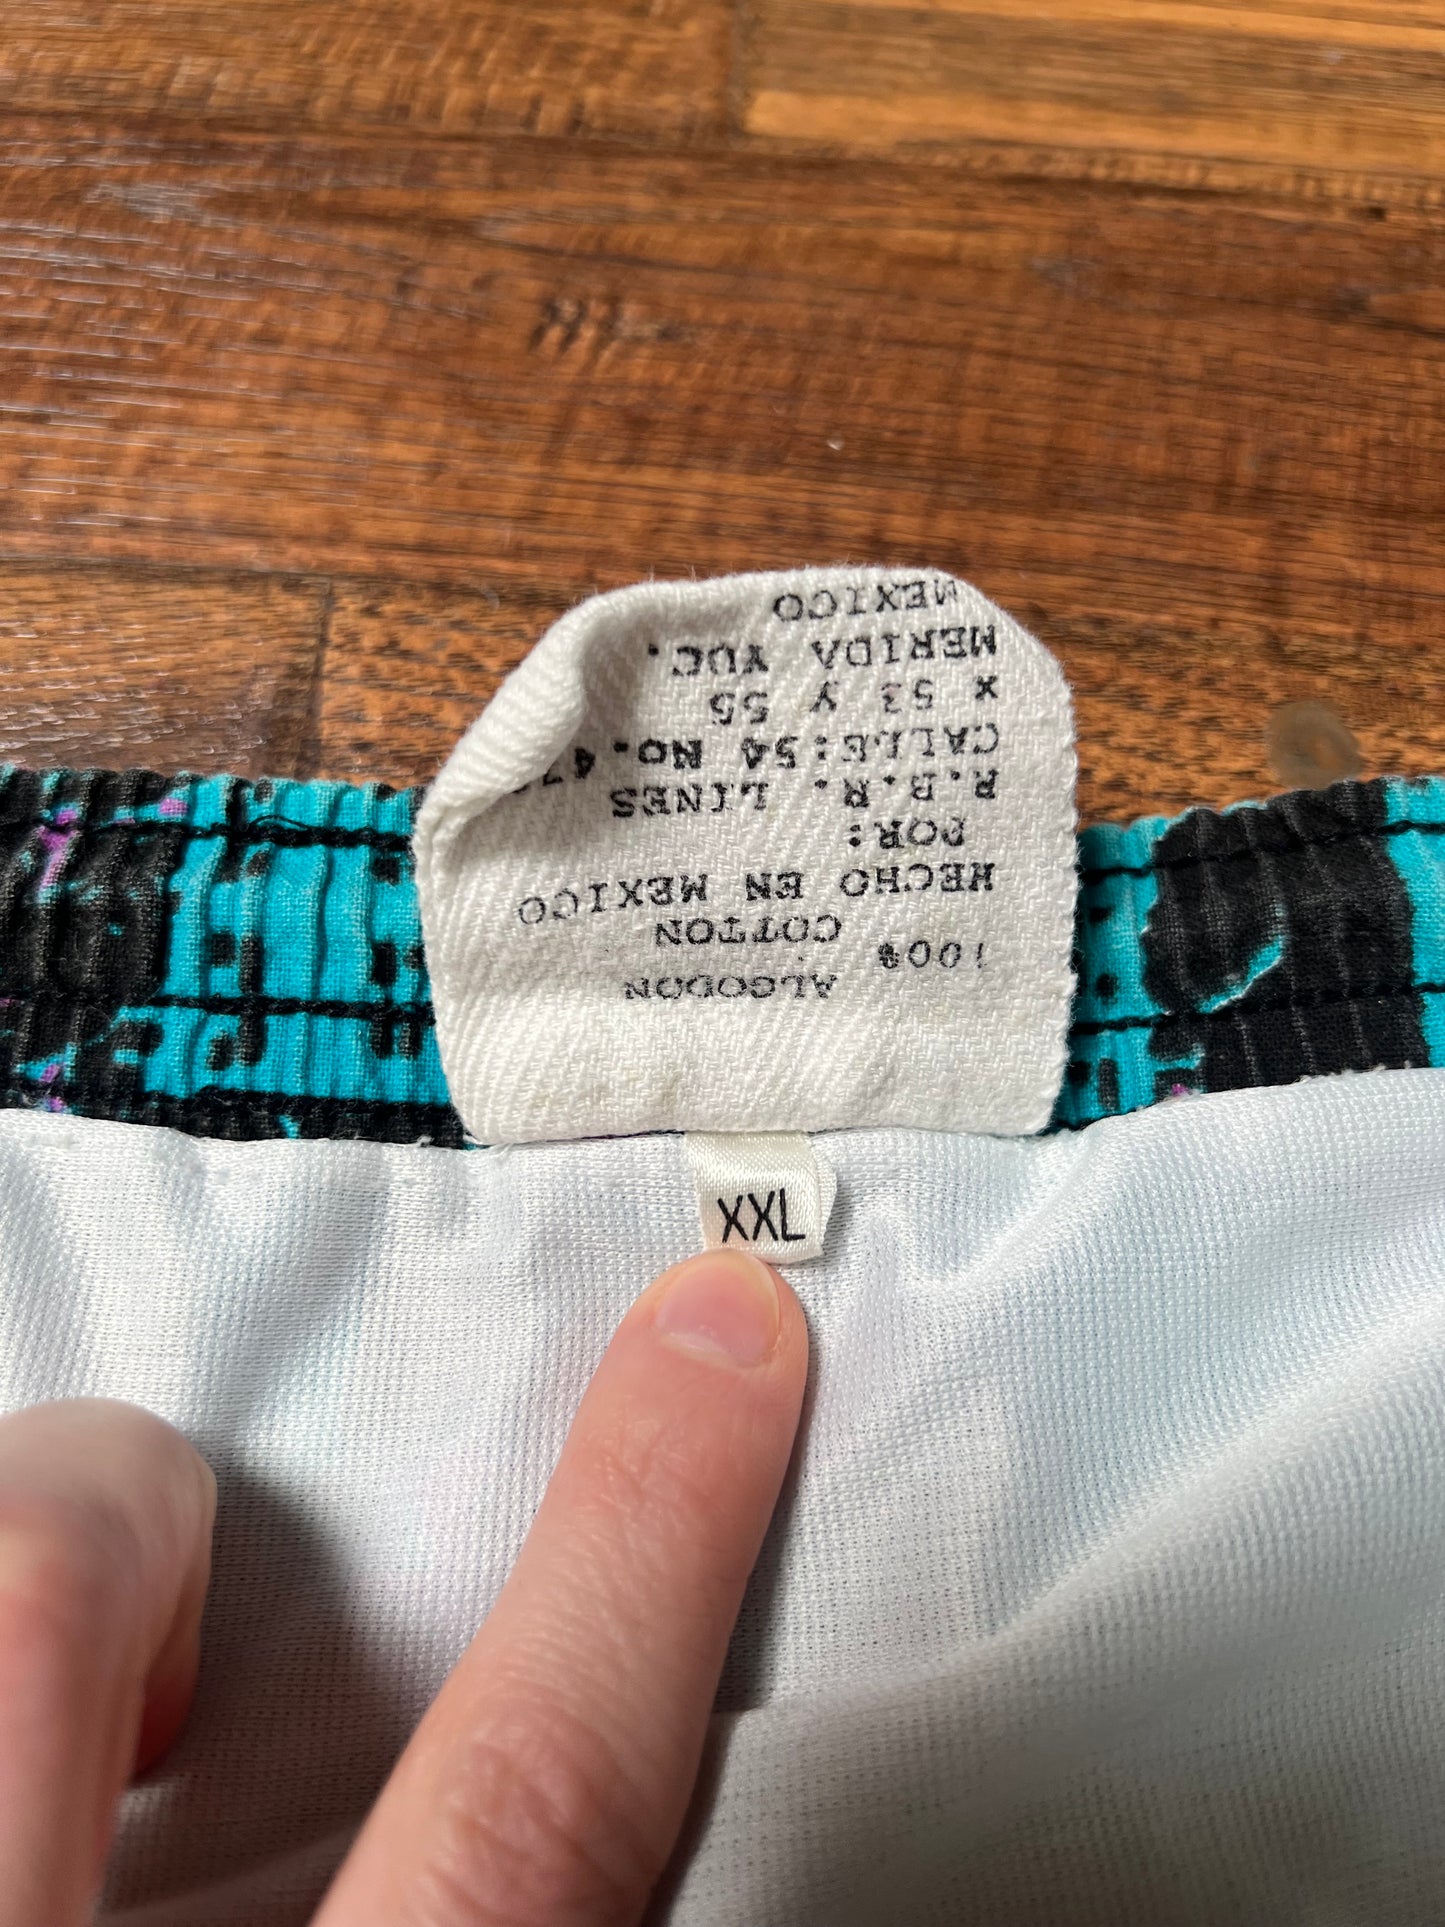 ALGODON
100% COTTON
HECHO EN MEXICO
POR:
R.B.R. LINES
CALLE:54 No.
x 53 Y 55
MERIDA YUC.
MEXICO
XXL